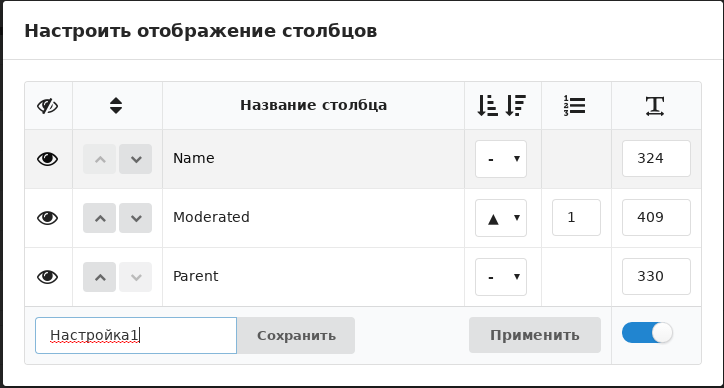 Настроить отображение столбцов
Название столбца
Name - 324
Moderated ▲ 1 409
Parent - 330
Настройка1 Сохранить Применить